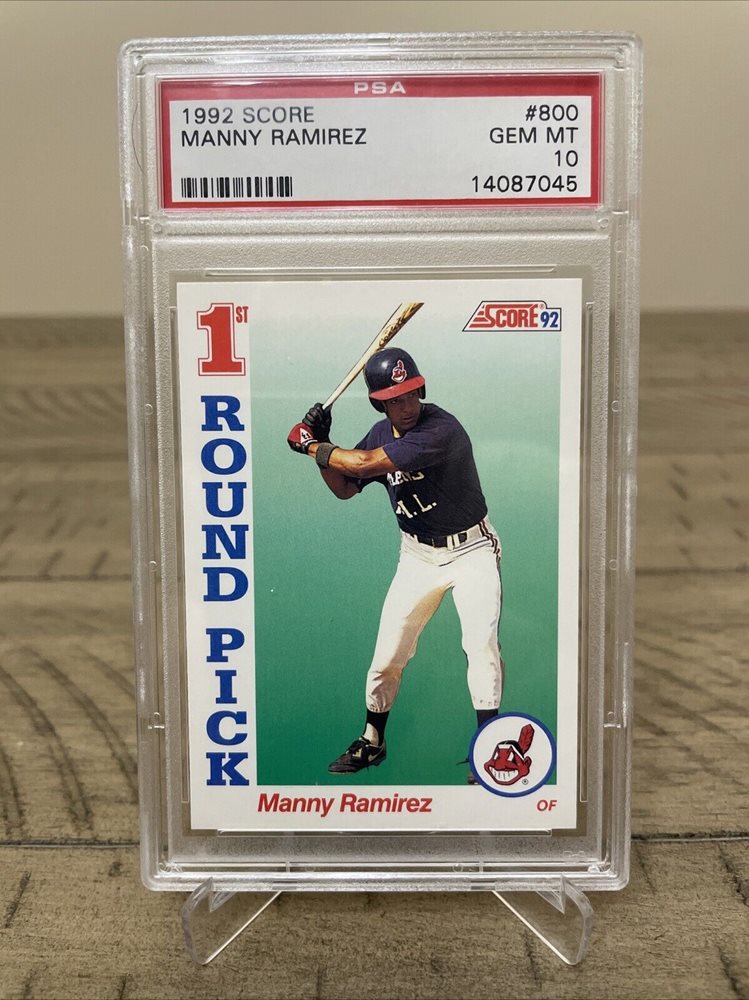 PSA
1992 SCORE #800
MANNY RAMIREZ GEM MT
10
14087045
1ST
ROUND
PICK
SCORE 92
Manny Ramirez
OF